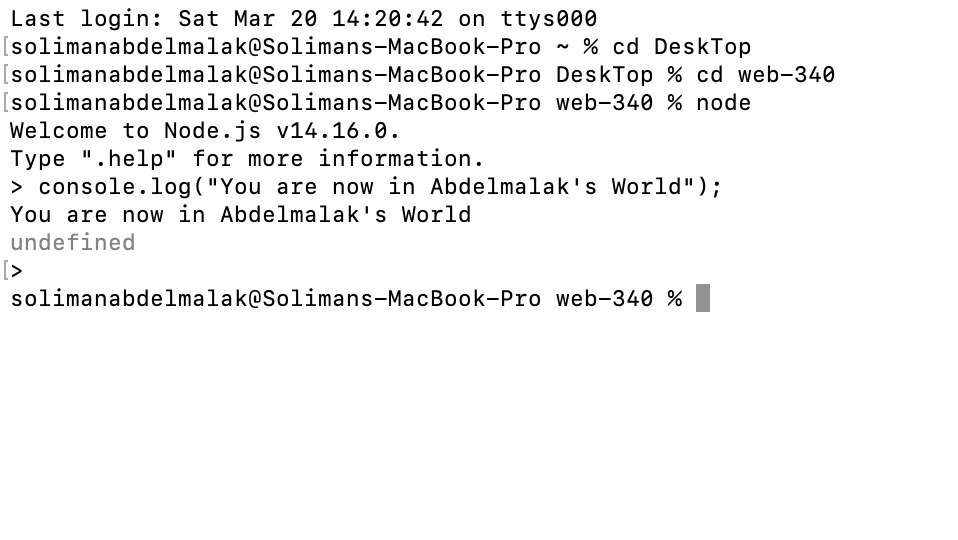 Last login: Sat Mar 20 14:20:42 on ttys000
[solimanabdelmalak@Solimans-MacBook-Pro ~ % cd DeskTop
[solimanabdelmalak@Solimans-MacBook-Pro DeskTop % cd web-340
[solimanabdelmalak@Solimans-MacBook-Pro web-340 % node
Welcome to Node.js v14.16.0.
Type ".help" for more information.
> console.log("You are now in Abdelmalak's World");
You are now in Abdelmalak's World
undefined
[>
solimanabdelmalak@Solimans-MacBook-Pro web-340 %